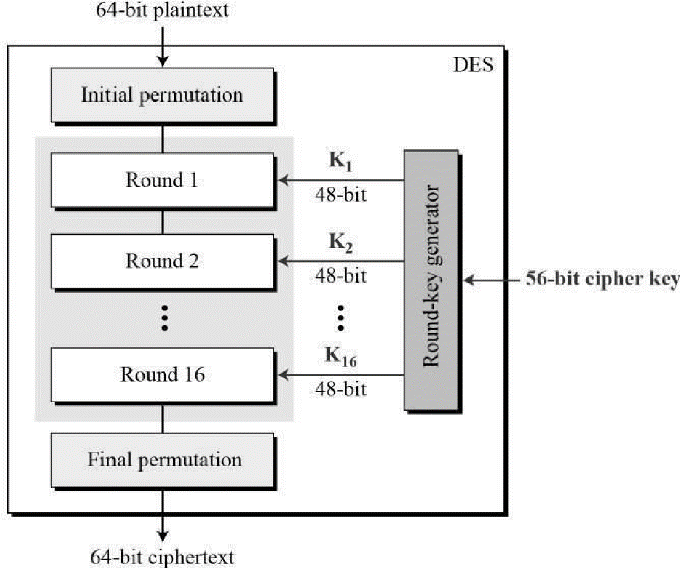 64-bit plaintext
DES
Initial permutation
Round 1
K1
48-bit
Round 2
K2
48-bit
Round-key generator
56-bit cipher key
Round 16
K16
48-bit
Final permutation
64-bit ciphertext